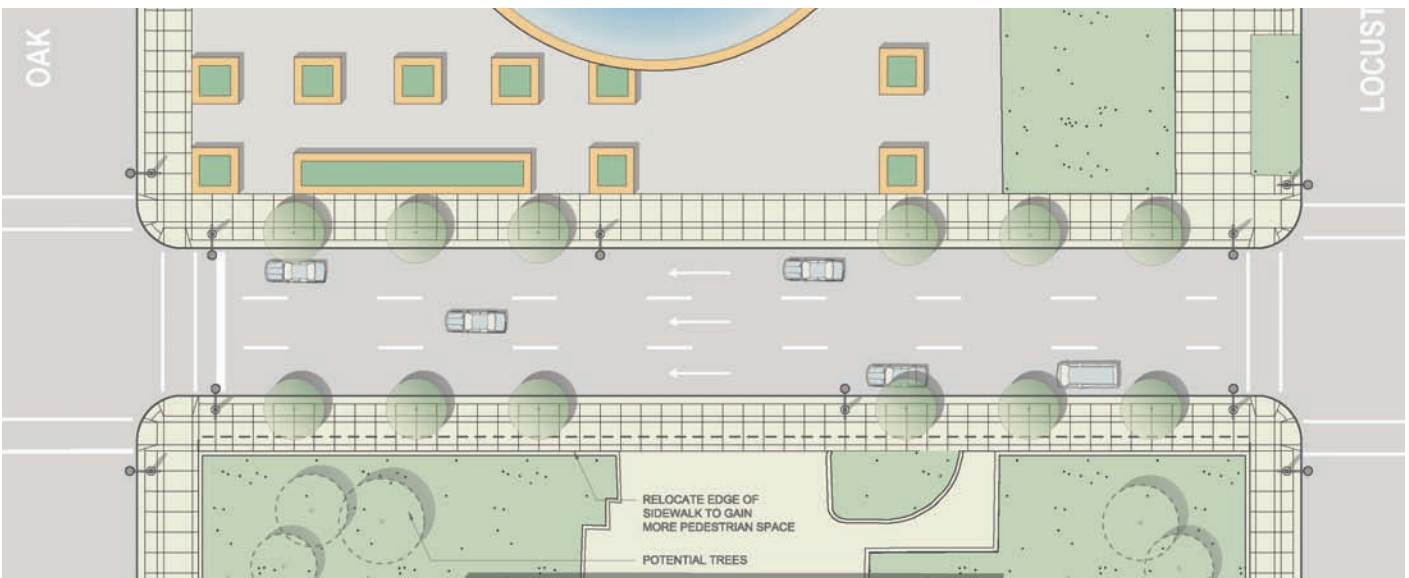 OAK
LOCUST
RELOCATE EDGE OF
SIDEWALK TO GAIN
MORE PEDESTRIAN SPACE
POTENTIAL TREES